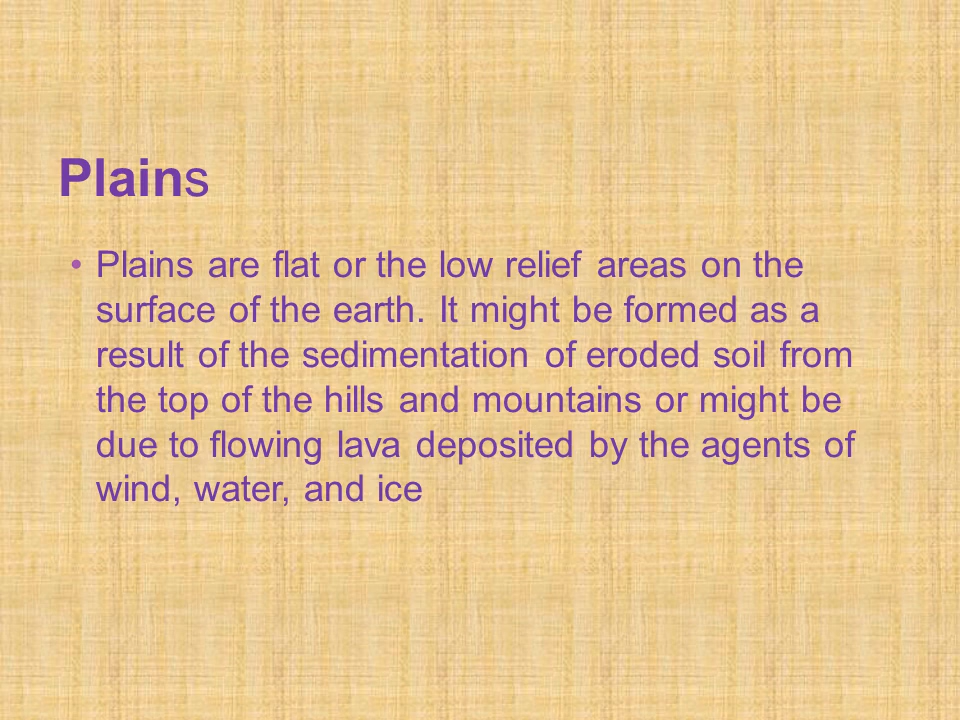 Plains
• Plains are flat or the low relief areas on the
surface of the earth. It might be formed as a
result of the sedimentation of eroded soil from
the top of the hills and mountains or might be
due to flowing lava deposited by the agents of
wind, water, and ice